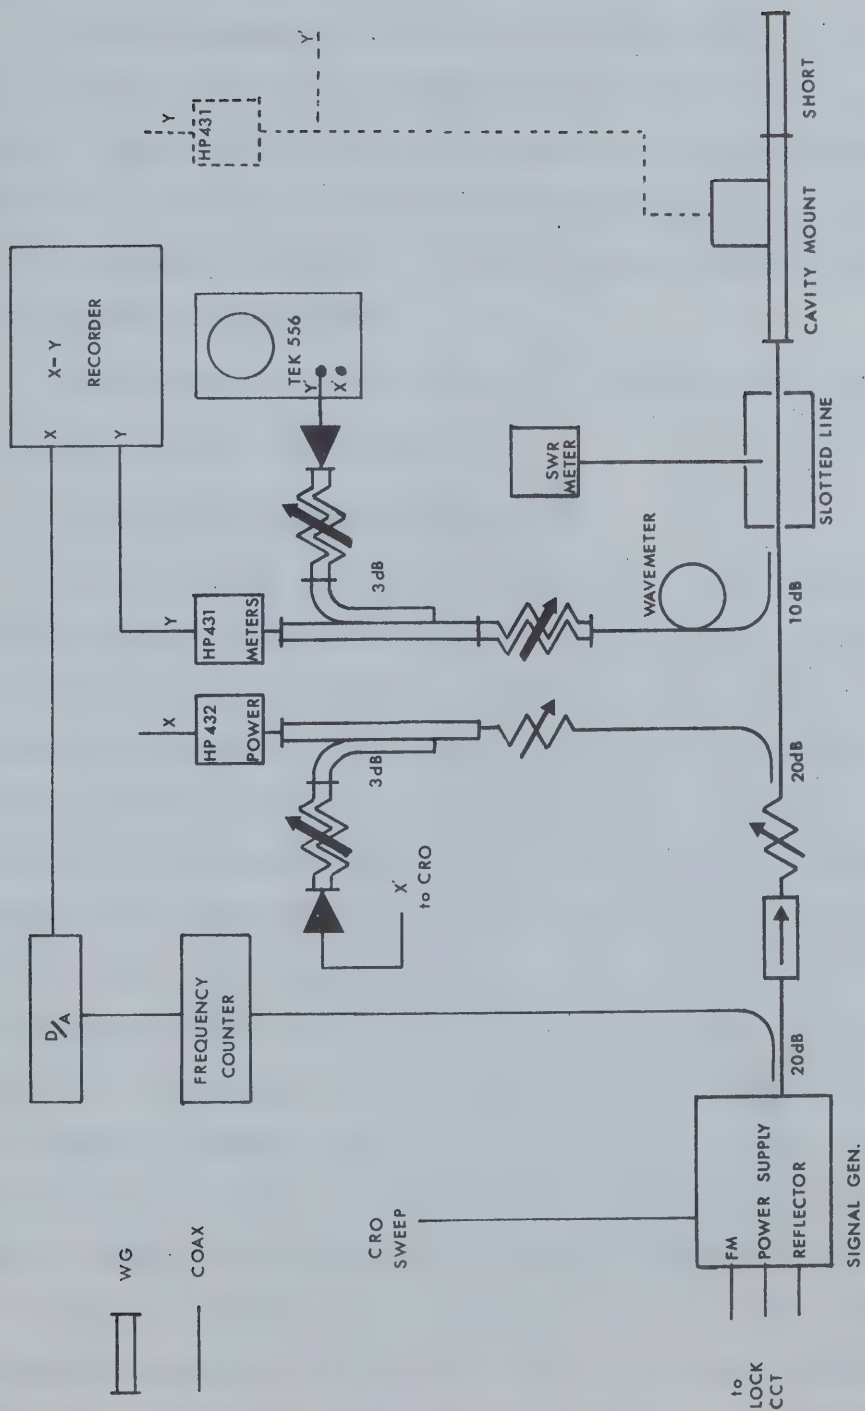 WG
COAX
D/A
FREQUENCY
COUNTER
X-Y
RECORDER
X
Y
Y
HP431
Y'
X
HP 432
POWER
Y
HP431
METERS
TEK 556
Y'
X'
3dB
3dB
X'
to CRO
CRO
SWEEP
SWR
METER
WAVEMETER
to
LOCK
CCT
FM
POWER SUPPLY
REFLECTOR
SIGNAL GEN.
20dB
20dB
10dB
SLOTTED LINE
CAVITY MOUNT
SHORT